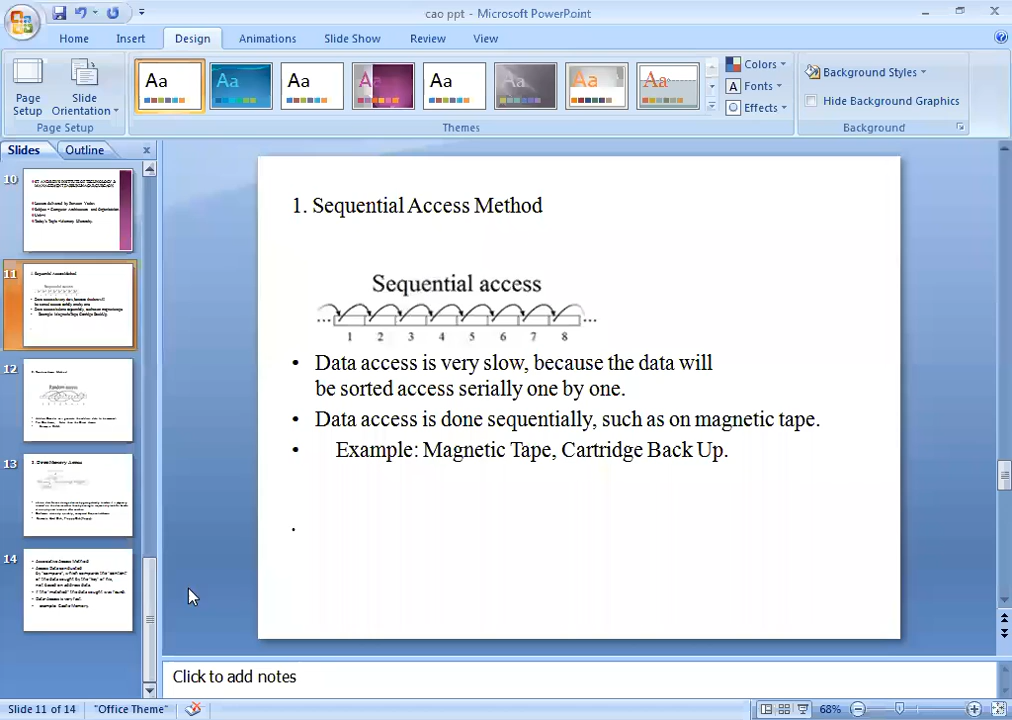 cao ppt - Microsoft PowerPoint
Home Insert Design Animations Slide Show Review View
Page Setup
Slide Orientation
Aa Aa Aa Aa Aa Aa Aa Aa
Colors
Fonts
Effects
Background Styles
Hide Background Graphics
Page Setup Themes Background
Slides Outline
10
11
12
13
14
1. Sequential Access Method
Sequential access
... 1 2 3 4 5 6 7 8 ...
• Data access is very slow, because the data will
be sorted access serially one by one.
• Data access is done sequentially, such as on magnetic tape.
• Example: Magnetic Tape, Cartridge Back Up.
.
Click to add notes
Slide 11 of 14 "Office Theme" 68%